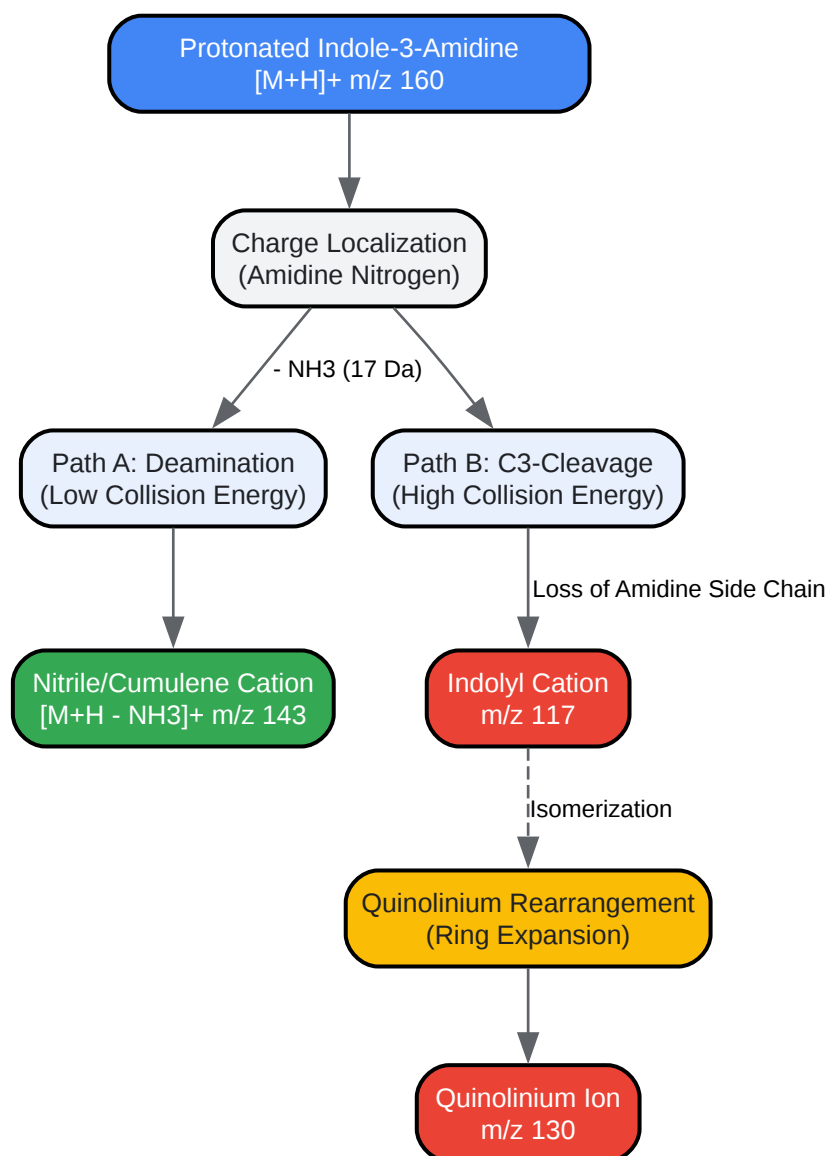 Protonated Indole-3-Amidine
[M+H]+ m/z 160
Charge Localization
(Amidine Nitrogen)
- NH3 (17 Da)
Path A: Deamination
(Low Collision Energy)
Path B: C3-Cleavage
(High Collision Energy)
Loss of Amidine Side Chain
Nitrile/Cumulene Cation
[M+H - NH3]+ m/z 143
Indolyl Cation
m/z 117
Isomerization
Quinolinium Rearrangement
(Ring Expansion)
Quinolinium Ion
m/z 130